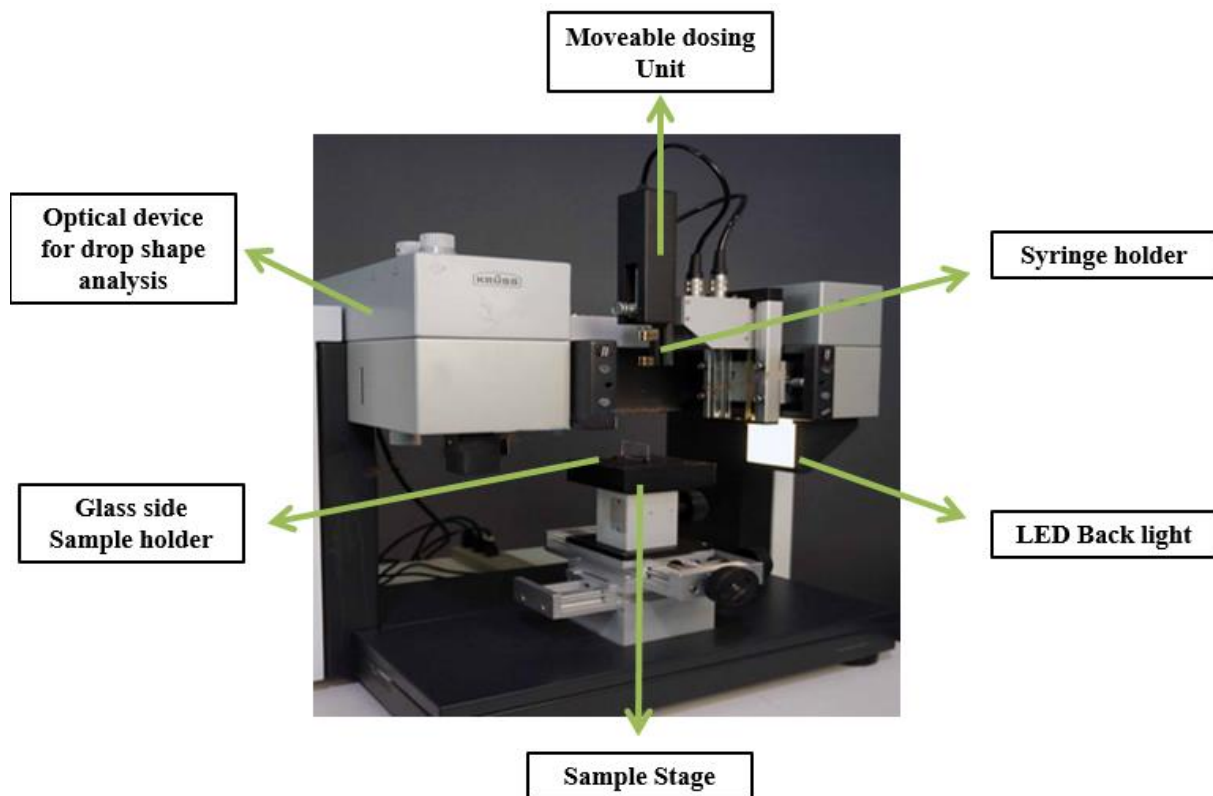 Moveable dosing
Unit
Optical device
for drop shape
analysis
KRÜSS
Syringe holder
Glass side
Sample holder
LED Back light
Sample Stage